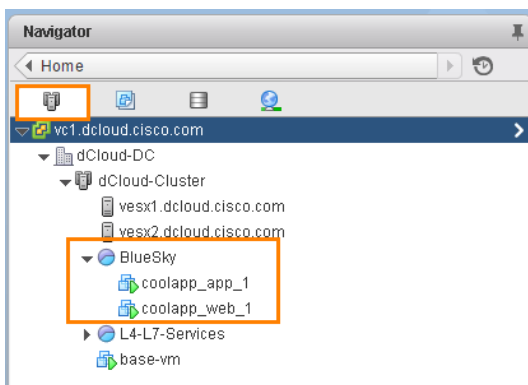 Navigator
Home
vc1.dcloud.cisco.com
dCloud-DC
dCloud-Cluster
vesx1.dcloud.cisco.com
vesx2.dcloud.cisco.com
BlueSky
coolapp_app_1
coolapp_web_1
L4-L7-Services
base-vm